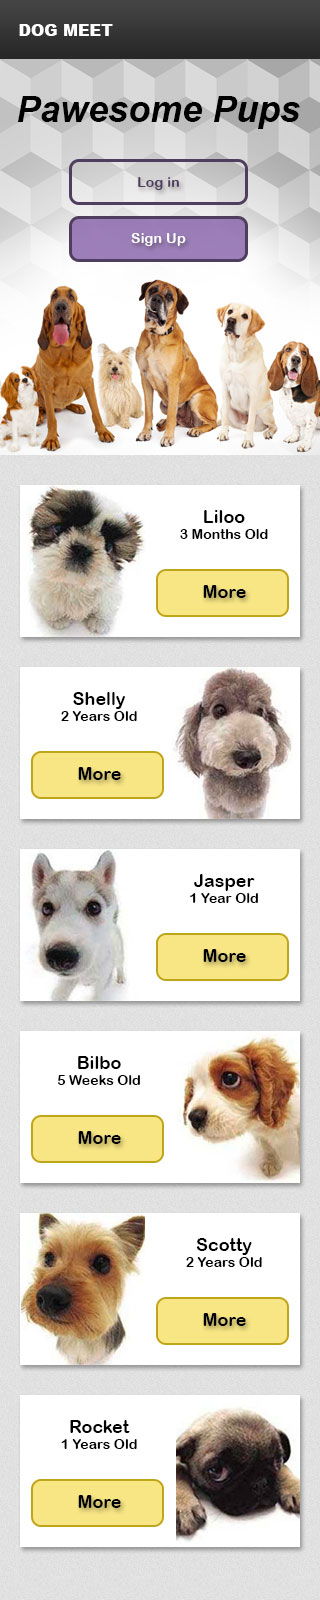 DOG MEET
Pawesome Pups
Log in
Sign Up
Liloo
3 Months Old
More
Shelly
2 Years Old
More
Jasper
1 Year Old
More
Bilbo
5 Weeks Old
More
Scotty
2 Years Old
More
Rocket
1 Years Old
More